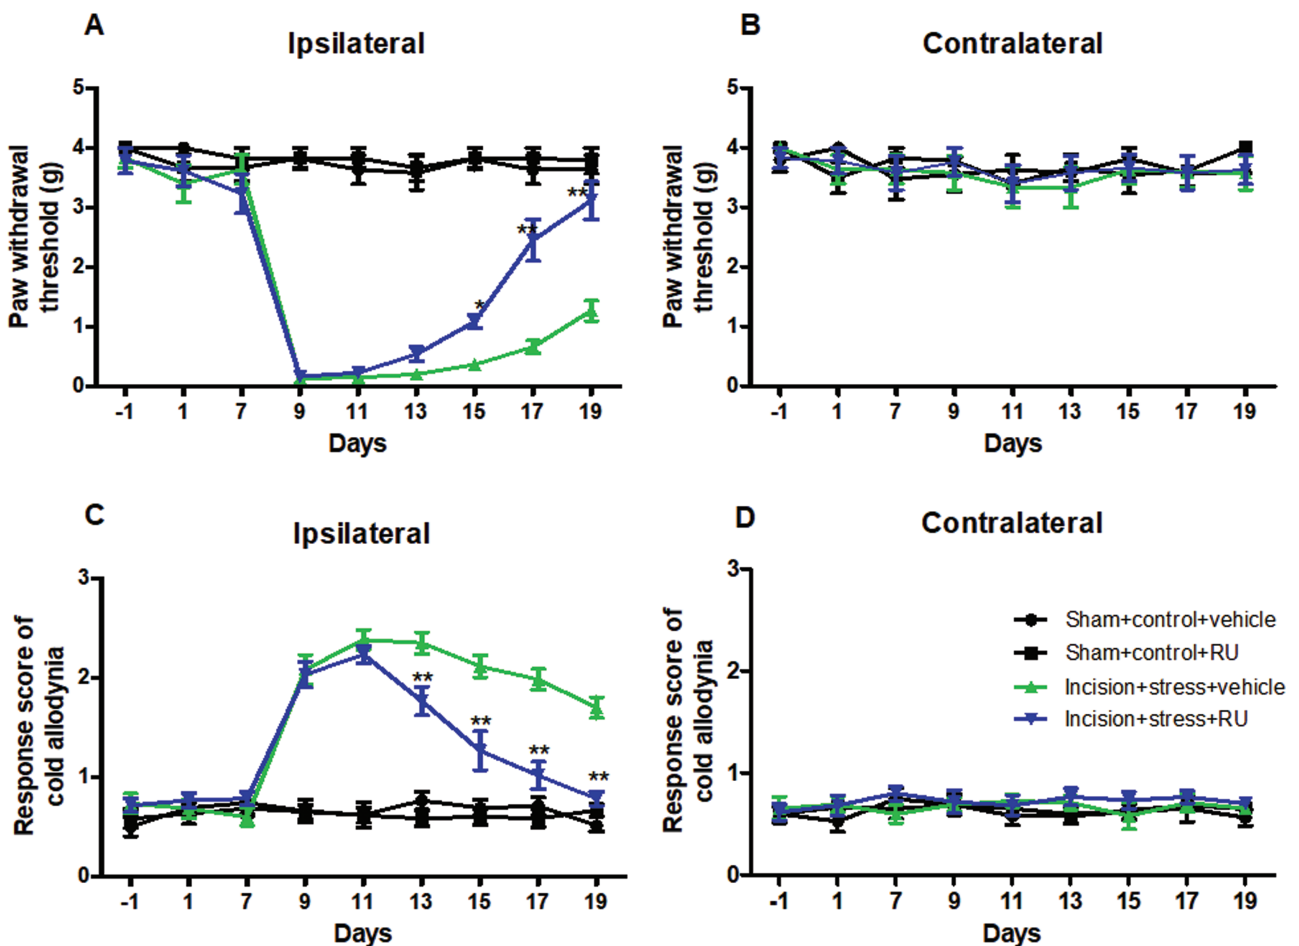 A
Ipsilateral
5
4
3
2
1
0
Paw withdrawal
threshold (g)
*
**
**
-1 1 7 9 11 13 15 17 19
Days
B
Contralateral
5
4
3
2
1
0
Paw withdrawal
threshold (g)
-1 1 7 9 11 13 15 17 19
Days
C
Ipsilateral
3
2
1
0
Response score of
cold allodynia
**
**
**
**
-1 1 7 9 11 13 15 17 19
Days
D
Contralateral
3
2
1
0
Response score of
cold allodynia
Sham+control+vehicle
Sham+control+RU
Incision+stress+vehicle
Incision+stress+RU
-1 1 7 9 11 13 15 17 19
Days